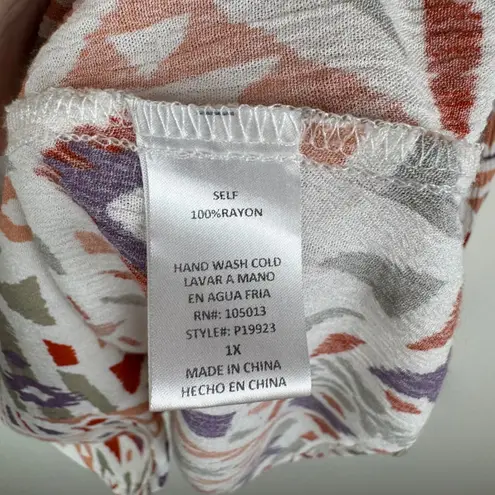 SELF
100%RAYON
HAND WASH COLD
LAVAR A MANO
EN AGUA FRIA
RN#: 105013
STYLE#: P19923
1X
MADE IN CHINA
HECHO EN CHINA